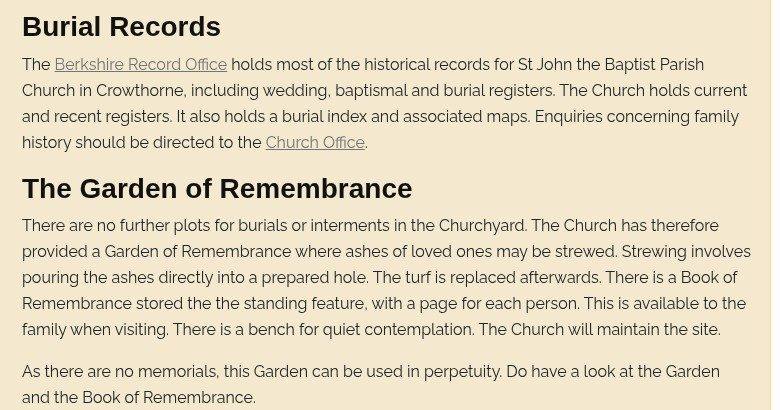 Burial Records
The Berkshire Record Office holds most of the historical records for St John the Baptist Parish
Church in Crowthorne, including wedding, baptismal and burial registers. The Church holds current
and recent registers. It also holds a burial index and associated maps. Enquiries concerning family
history should be directed to the Church Office.
The Garden of Remembrance
There are no further plots for burials or interments in the Churchyard. The Church has therefore
provided a Garden of Remembrance where ashes of loved ones may be strewed. Strewing involves
pouring the ashes directly into a prepared hole. The turf is replaced afterwards. There is a Book of
Remembrance stored the the standing feature, with a page for each person. This is available to the
family when visiting. There is a bench for quiet contemplation. The Church will maintain the site.
As there are no memorials, this Garden can be used in perpetuity. Do have a look at the Garden
and the Book of Remembrance.